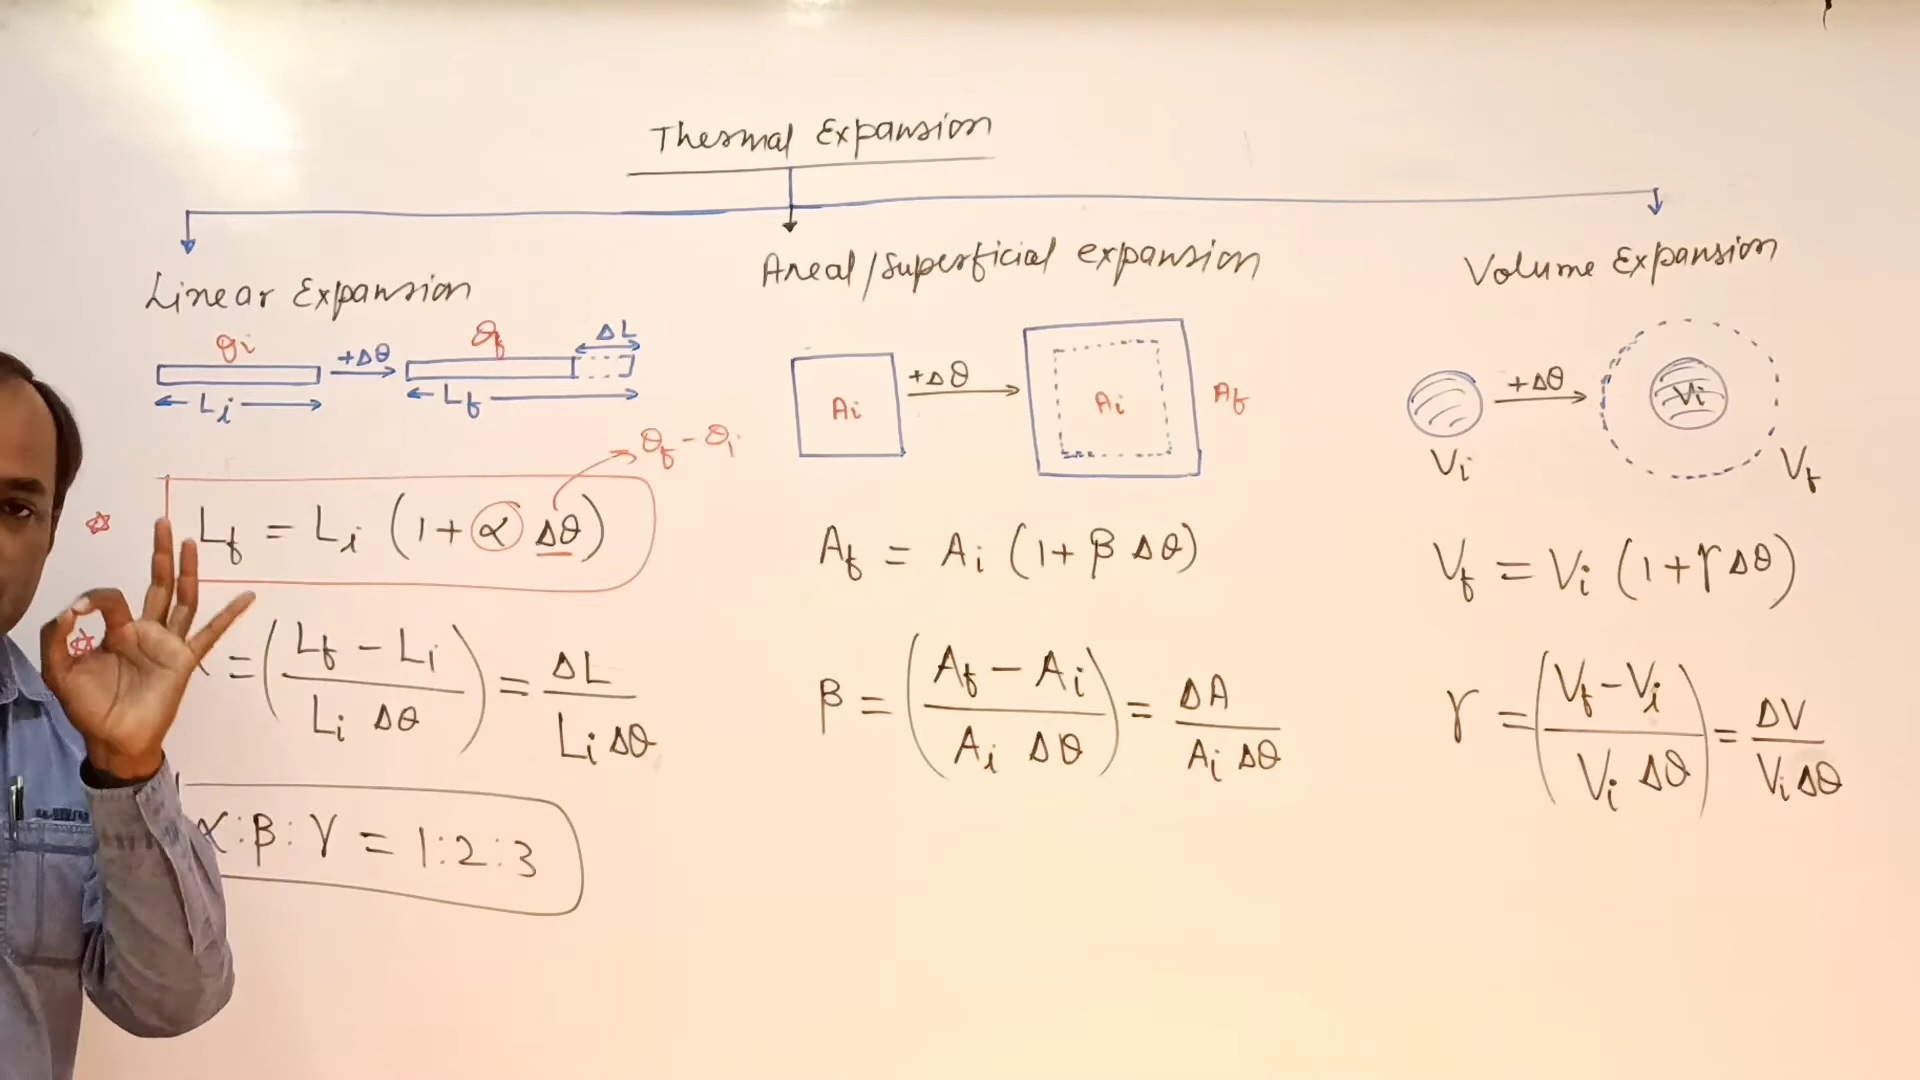 Thermal Expansion
Linear Expansion
θi +Δθ θf ΔL
Li Lf
θf - θi
Lf = Li (1 + α Δθ)
= (Lf - Li / Li Δθ) = ΔL / Li Δθ
α : β : γ = 1 : 2 : 3
Areal/Superficial expansion
Ai +Δθ Ai Af
Af = Ai (1 + β Δθ)
β = (Af - Ai / Ai Δθ) = ΔA / Ai Δθ
Volume Expansion
+Δθ Vi
Vi Vf
Vf = Vi (1 + γ Δθ)
γ = (Vf - Vi / Vi Δθ) = ΔV / Vi Δθ